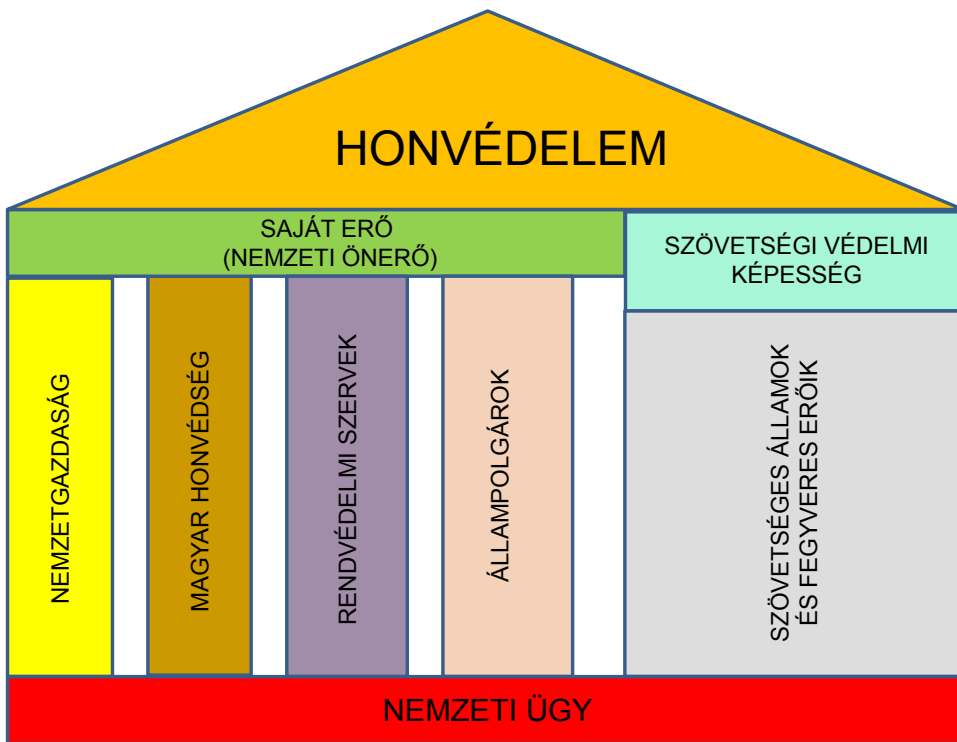 HONVÉDELEM
SAJÁT ERŐ
(NEMZETI ÖNERŐ)
SZÖVETSÉGI VÉDELMI
KÉPESSÉG
NEMZETGAZDASÁG
MAGYAR HONVÉDSÉG
RENDVÉDELMI SZERVEK
ÁLLAMPOLGÁROK
SZÖVETSÉGES ÁLLAMOK
ÉS FEGYVERES ERŐIK
NEMZETI ÜGY